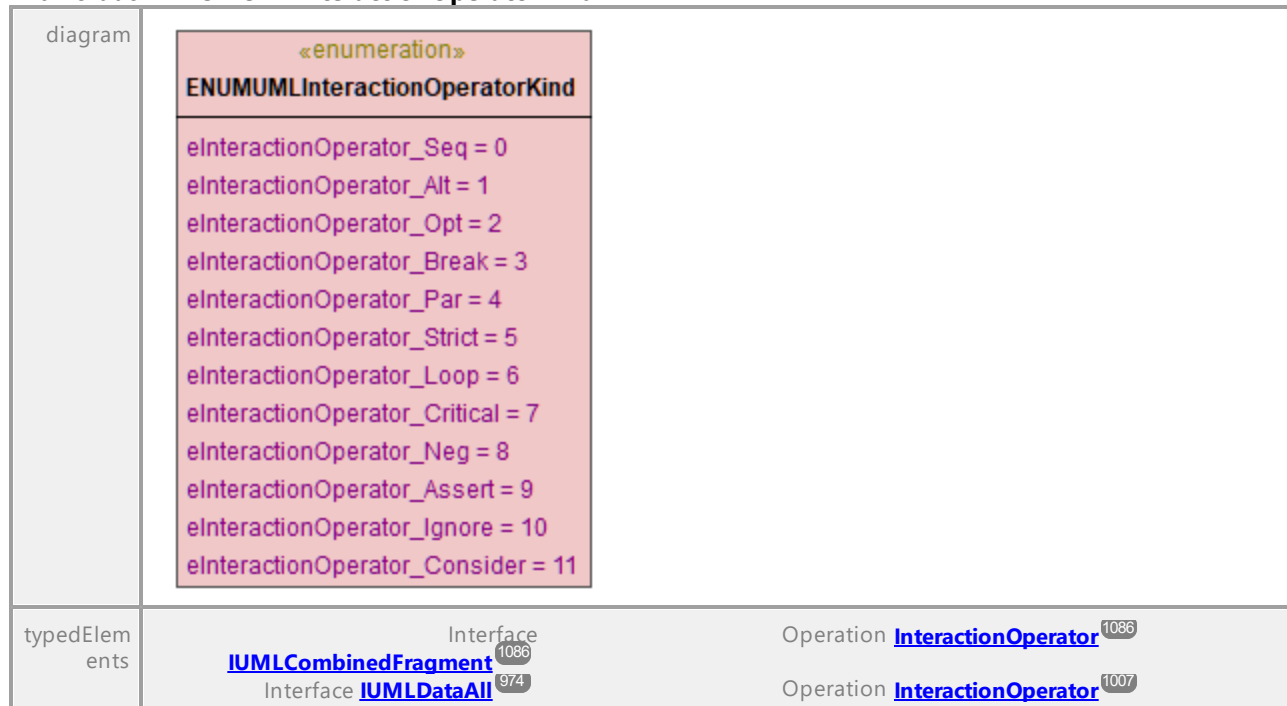 diagram
«enumeration»
ENUMUMLInteractionOperatorKind
eInteractionOperator_Seq = 0
eInteractionOperator_Alt = 1
eInteractionOperator_Opt = 2
eInteractionOperator_Break = 3
eInteractionOperator_Par = 4
eInteractionOperator_Strict = 5
eInteractionOperator_Loop = 6
eInteractionOperator_Critical = 7
eInteractionOperator_Neg = 8
eInteractionOperator_Assert = 9
eInteractionOperator_Ignore = 10
eInteractionOperator_Consider = 11
typedElem
ents
Interface
IUMLCombinedFragment 1086
Operation InteractionOperator 1086
Interface IUMLDataAll 974
Operation InteractionOperator 1007